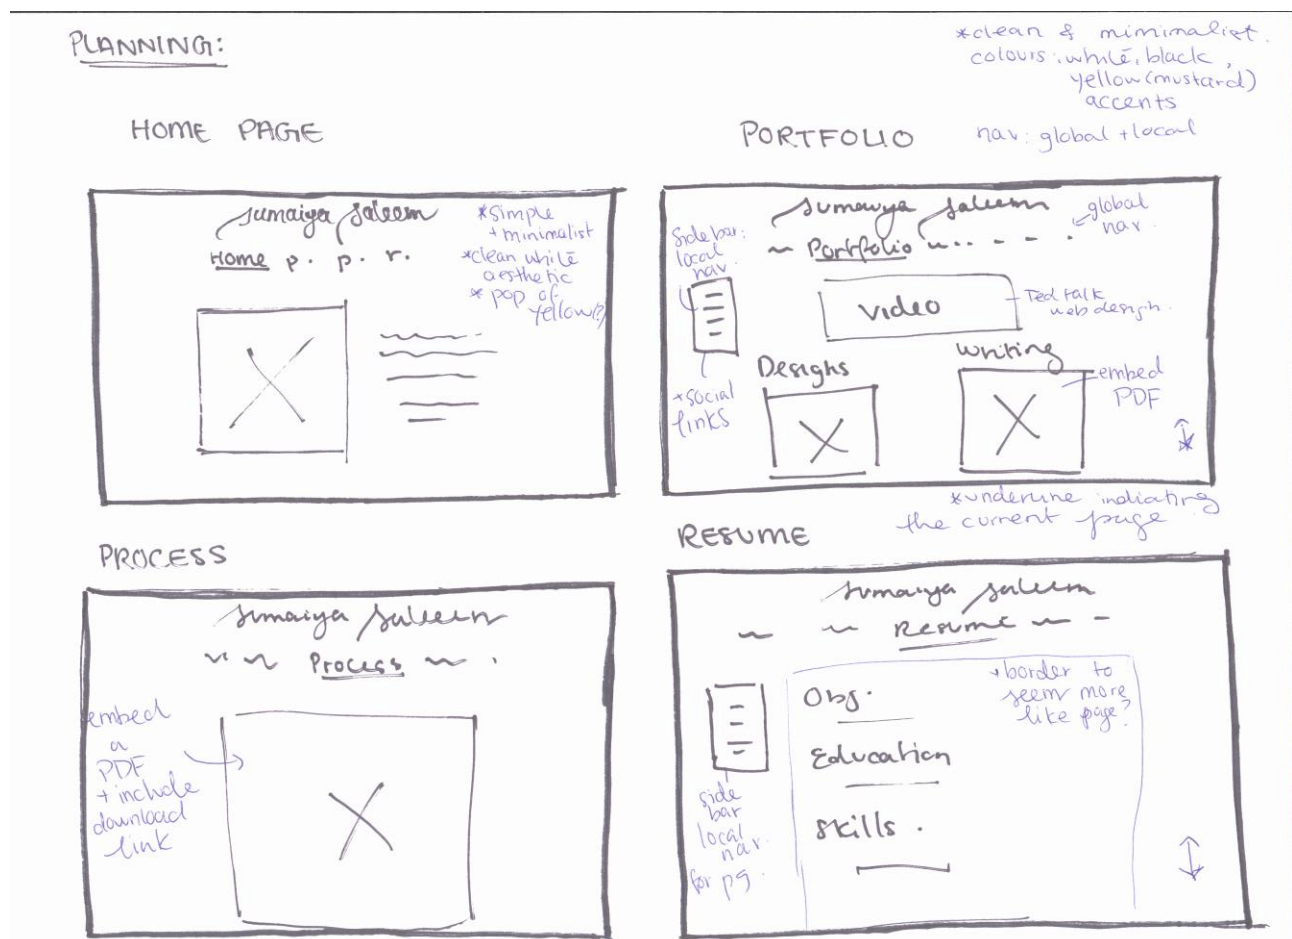 PLANNING:
*clean & minimalist.
colours: white, black,
yellow (mustard)
accents
nav: global + local
HOME PAGE
sumaiya saleem
Home p. p. r.
*simple
+ minimalist
*clean white
aesthetic
* pop of
yellow(?)
PORTFOLIO
sumaiya saleem
Portfolio
global
nav.
side bar:
local
nav.
video
Ted talk
web design.
Designs
Writing
*social
links
embed
PDF
*underline indiating
the current page
PROCESS
sumaiya saleem
Process
embed
a
PDF
+ include
download
link
RESUME
sumaiya saleem
Resume
*border to
seem more
like page?
Obj.
Education
Skills.
side
bar
local
nav.
for pg.